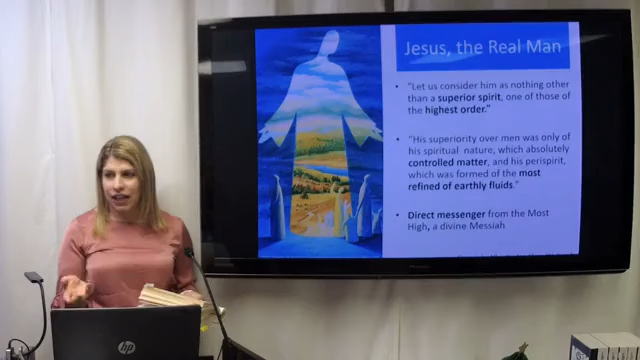 Jesus, the Real Man
• "Let us consider him as nothing other
than a superior spirit, one of those of the
highest order."
• "His superiority over men was only of
his spiritual nature, which absolutely
controlled matter, and his perispirit,
which was formed of the most
refined of earthly fluids."
• Direct messenger from the Most
High, a divine Messiah
hp